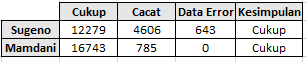 Cukup Cacat Data Error Kesimpulan
Sugeno 12279 4606 643 Cukup
Mamdani 16743 785 0 Cukup